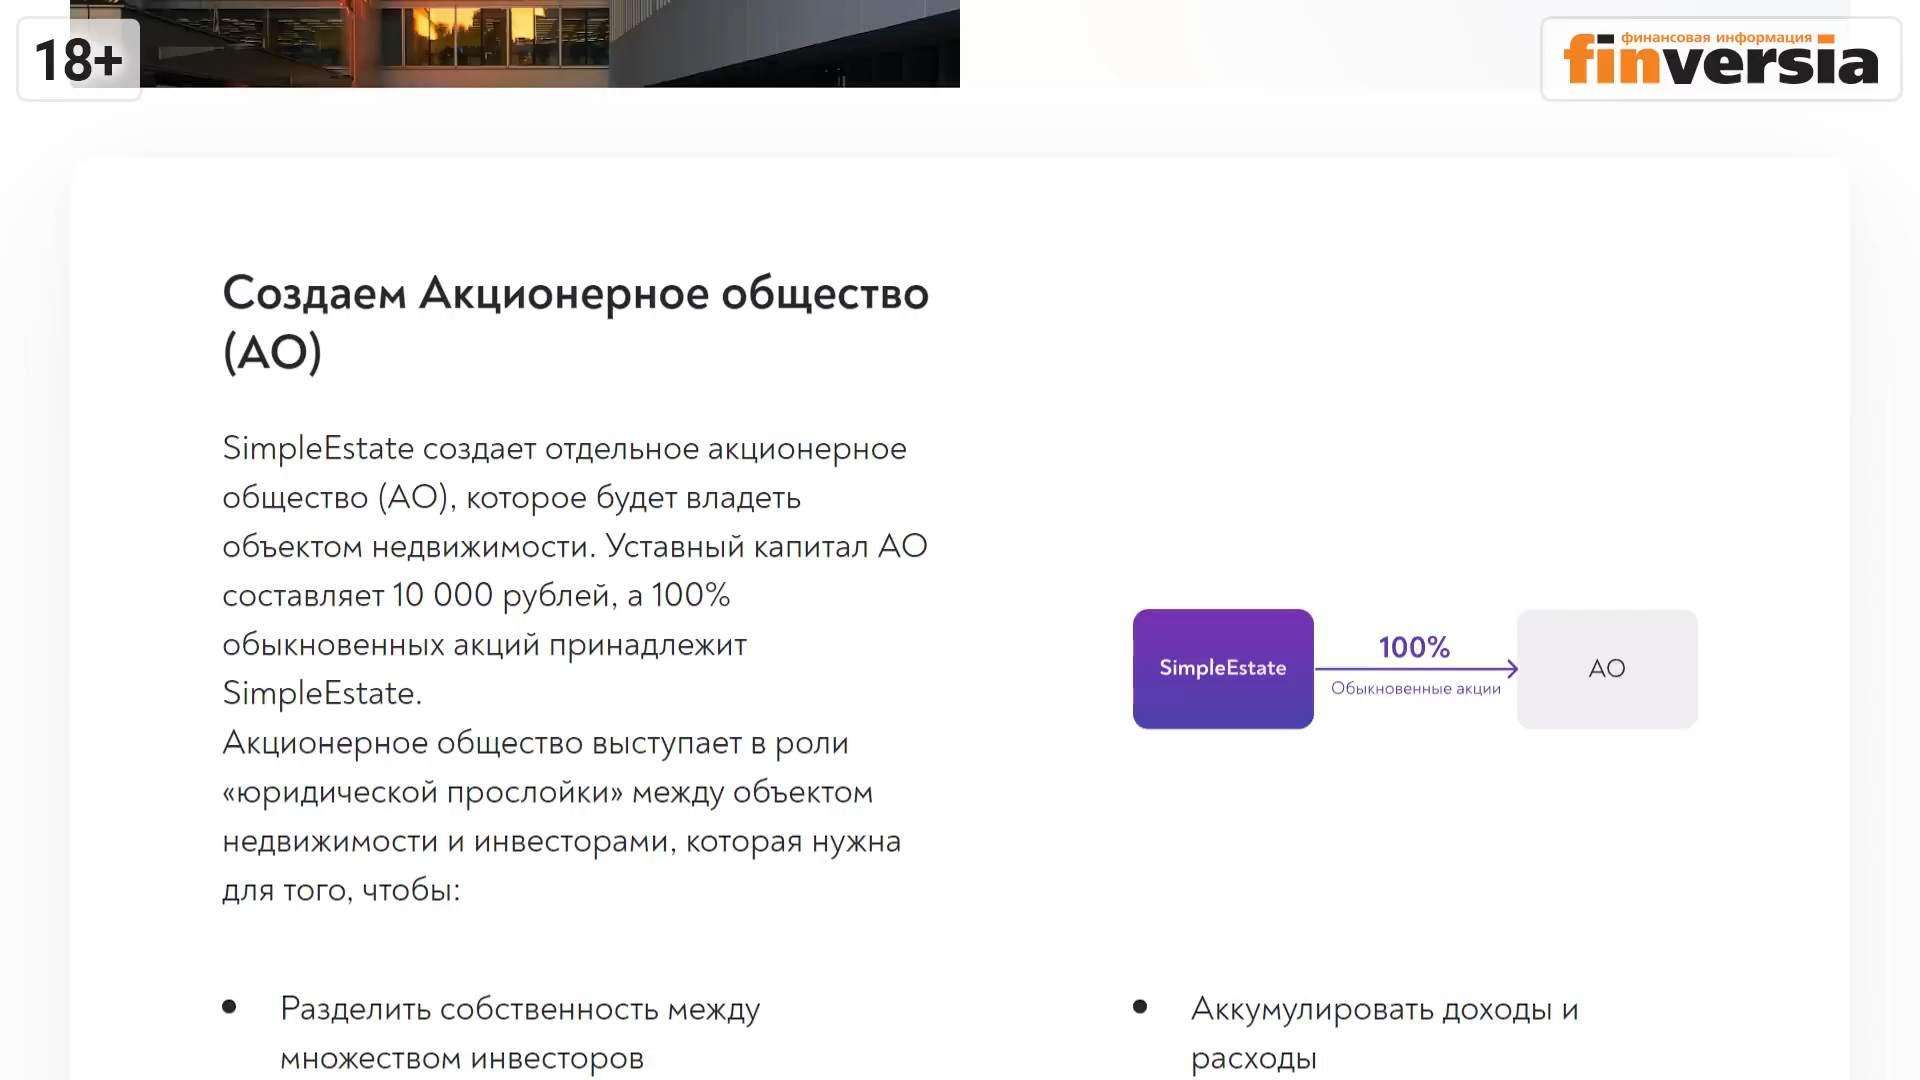 18+
финансовая информация
finversia
Создаем Акционерное общество
(АО)
SimpleEstate создает отдельное акционерное
общество (АО), которое будет владеть
объектом недвижимости. Уставный капитал АО
составляет 10 000 рублей, а 100%
обыкновенных акций принадлежит
SimpleEstate.
Акционерное общество выступает в роли
«юридической прослойки» между объектом
недвижимости и инвесторами, которая нужна
для того, чтобы:
SimpleEstate
100%
Обыкновенные акции
АО
Разделить собственность между
множеством инвесторов
Аккумулировать доходы и
расходы